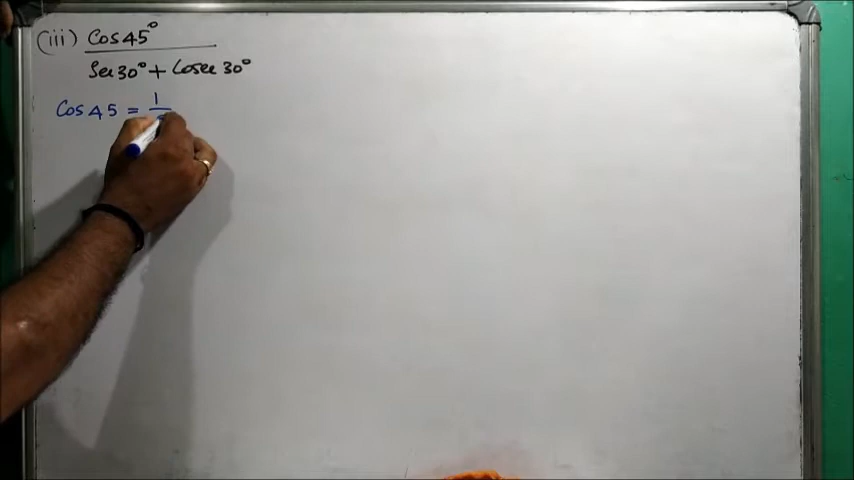 (iii) Cos45°
Sec30° + Cosec 30°
Cos 45 = 1